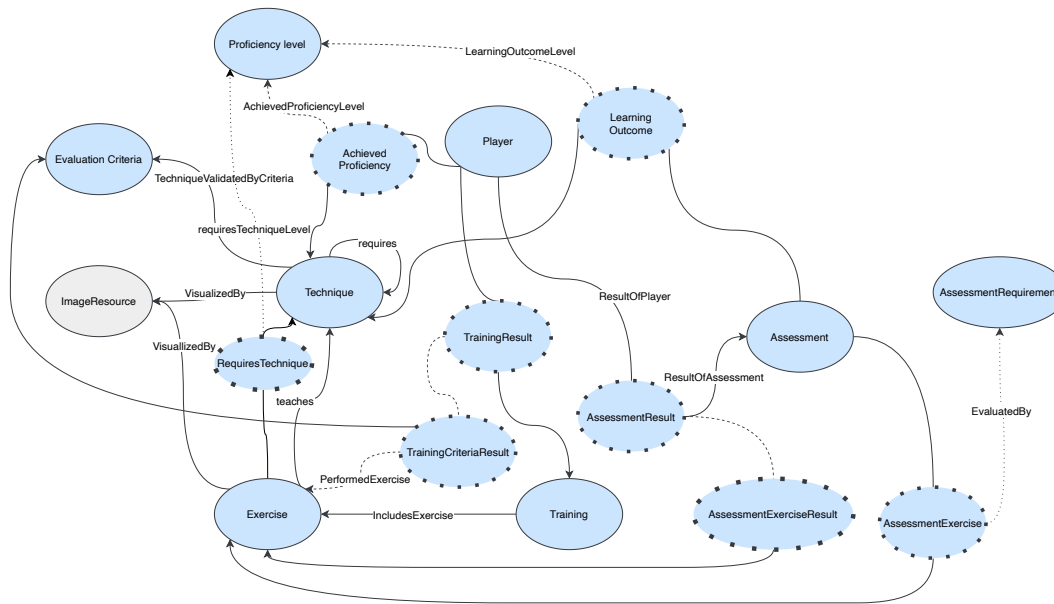 Proficiency level
LearningOutcomeLevel
AchievedProficiencyLevel
Learning
Outcome
Player
Evaluation Criteria
Achieved
Proficiency
TechniqueValidatedByCriteria
requiresTechniqueLevel
requires
ImageResource
VisualizedBy
Technique
ResultOfPlayer
AssessmentRequirement
VisuallizedBy
RequiresTechnique
TrainingResult
Assessment
ResultOfAssessment
teaches
AssessmentResult
EvaluatedBy
TrainingCriteriaResult
PerformedExercise
Exercise
IncludesExercise
Training
AssessmentExerciseResult
AssessmentExercise